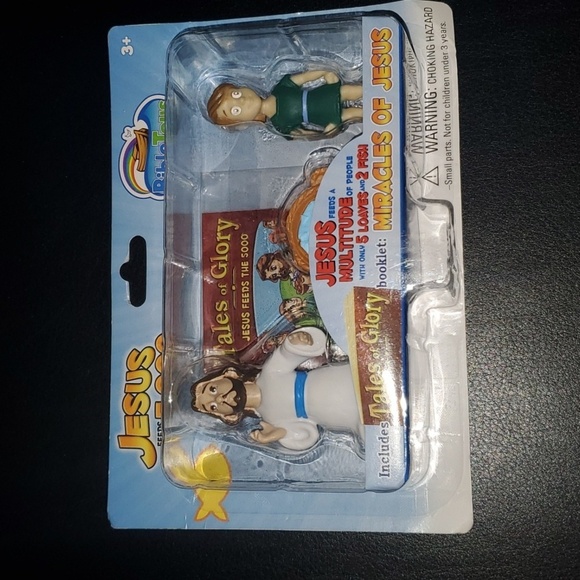 3+
BibleToys
JESUS
FEEDS
Tales of Glory
JESUS FEEDS THE 5000
JESUS FEEDS A
MULTITUDE OF PEOPLE
WITH ONLY 5 LOAVES AND 2 FISH
Includes Tales of Glory booklet: MIRACLES OF JESUS
WARNING: CHOKING HAZARD
Small parts. Not for children under 3 years.